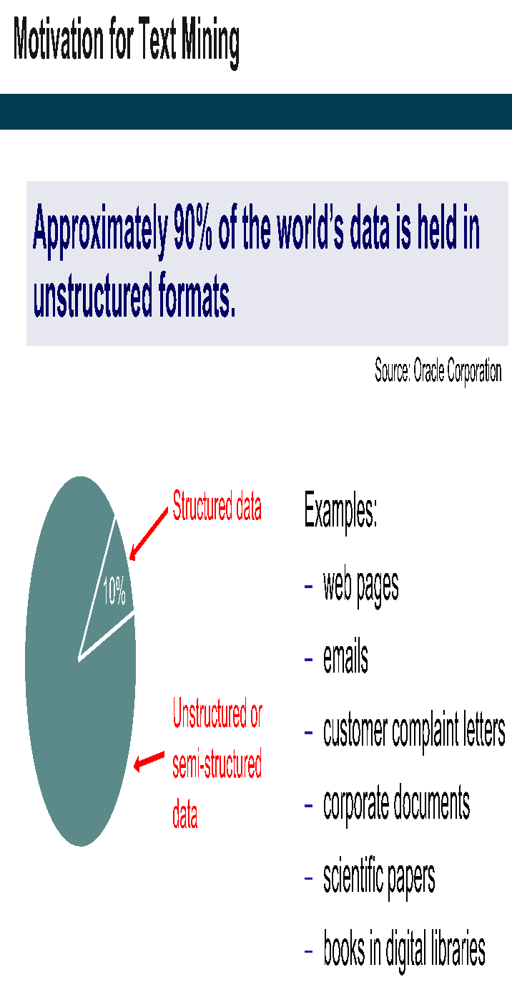 Motivation for Text Mining
Approximately 90% of the world's data is held in
unstructured formats.
Source: Oracle Corporation
Structured data
10%
Unstructured or
semi-structured
data
Examples:
– web pages
– emails
– customer complaint letters
– corporate documents
– scientific papers
– books in digital libraries